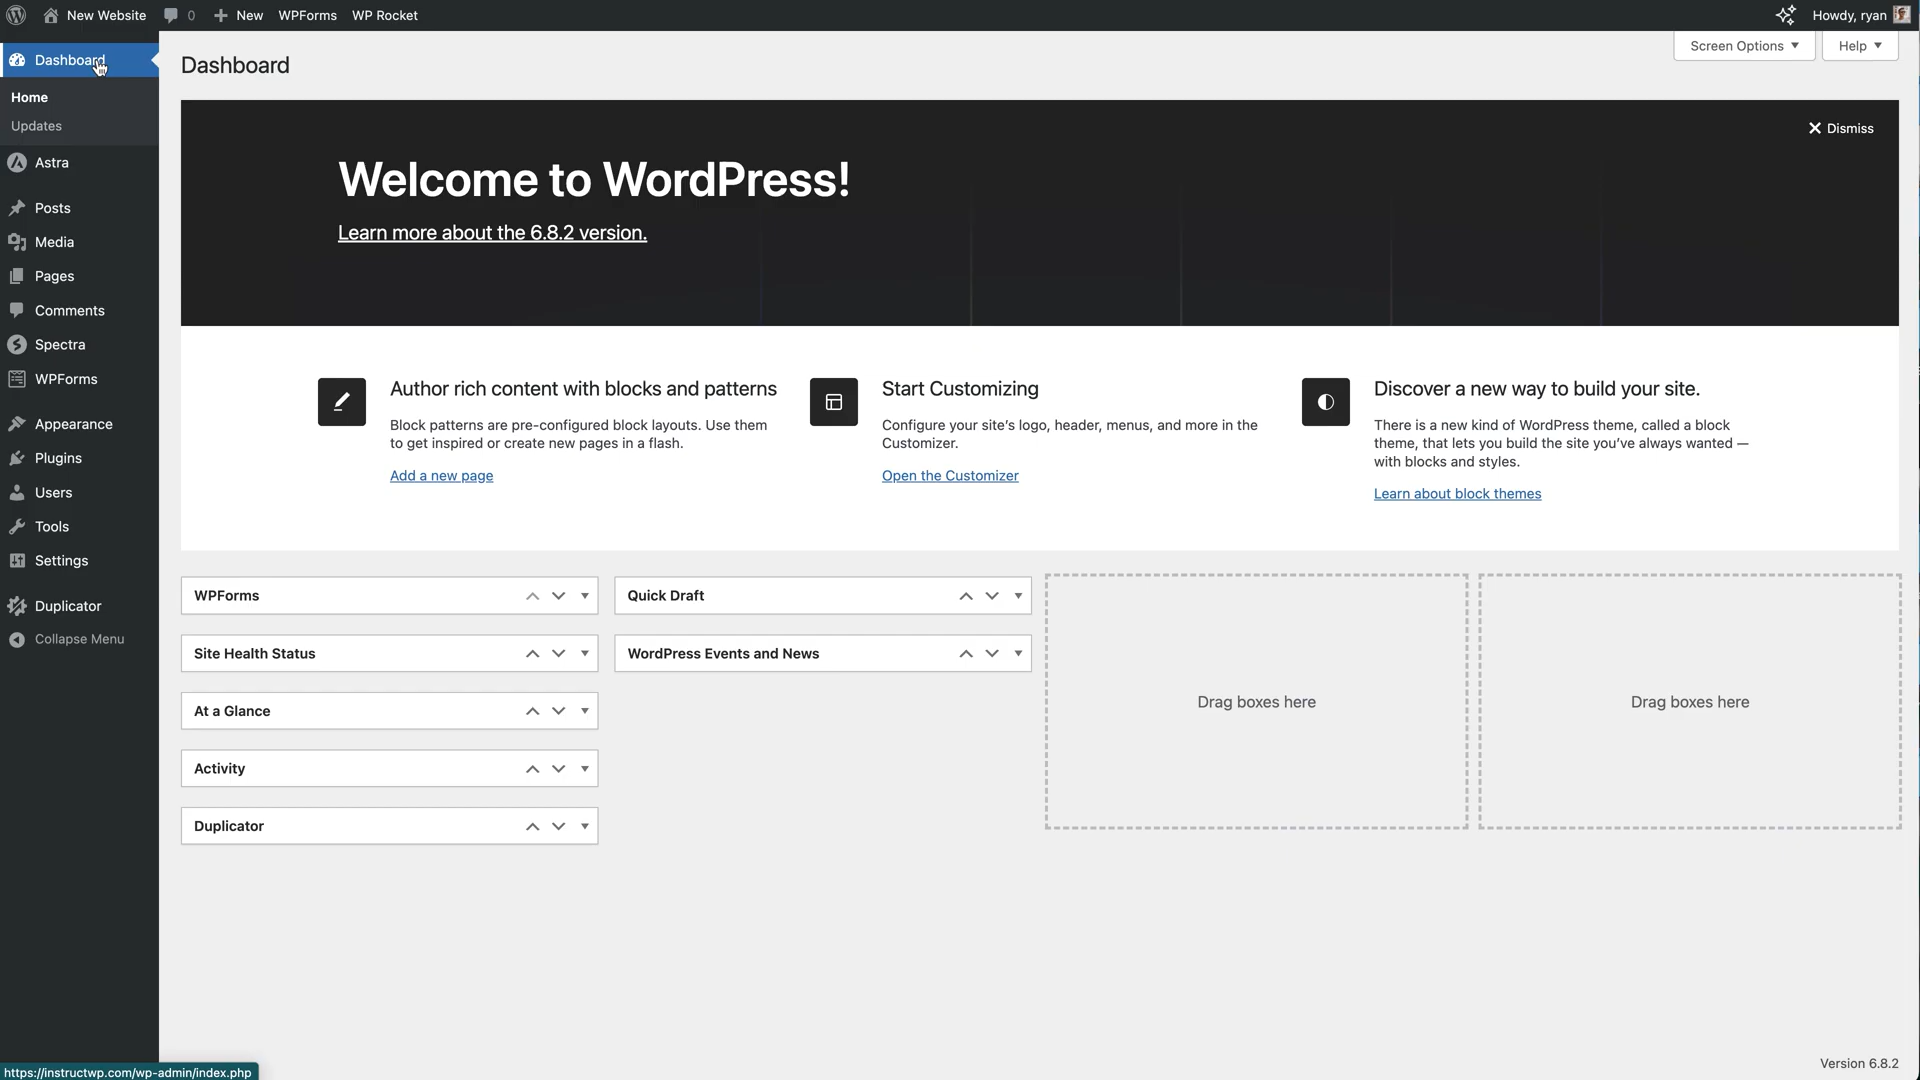 New Website
0
New
WPForms
WP Rocket
Howdy, ryan
Dashboard
Home
Updates
Astra
Posts
Media
Pages
Comments
Spectra
WPForms
Appearance
Plugins
Users
Tools
Settings
Duplicator
Collapse Menu
Dashboard
Screen Options
Help
Dismiss
Welcome to WordPress!
Learn more about the 6.8.2 version.
Author rich content with blocks and patterns
Block patterns are pre-configured block layouts. Use them
to get inspired or create new pages in a flash.
Add a new page
Start Customizing
Configure your site's logo, header, menus, and more in the
Customizer.
Open the Customizer
Discover a new way to build your site.
There is a new kind of WordPress theme, called a block
theme, that lets you build the site you've always wanted —
with blocks and styles.
Learn about block themes
WPForms
Site Health Status
At a Glance
Activity
Duplicator
Quick Draft
WordPress Events and News
Drag boxes here
Drag boxes here
Version 6.8.2
https://instructwp.com/wp-admin/index.php